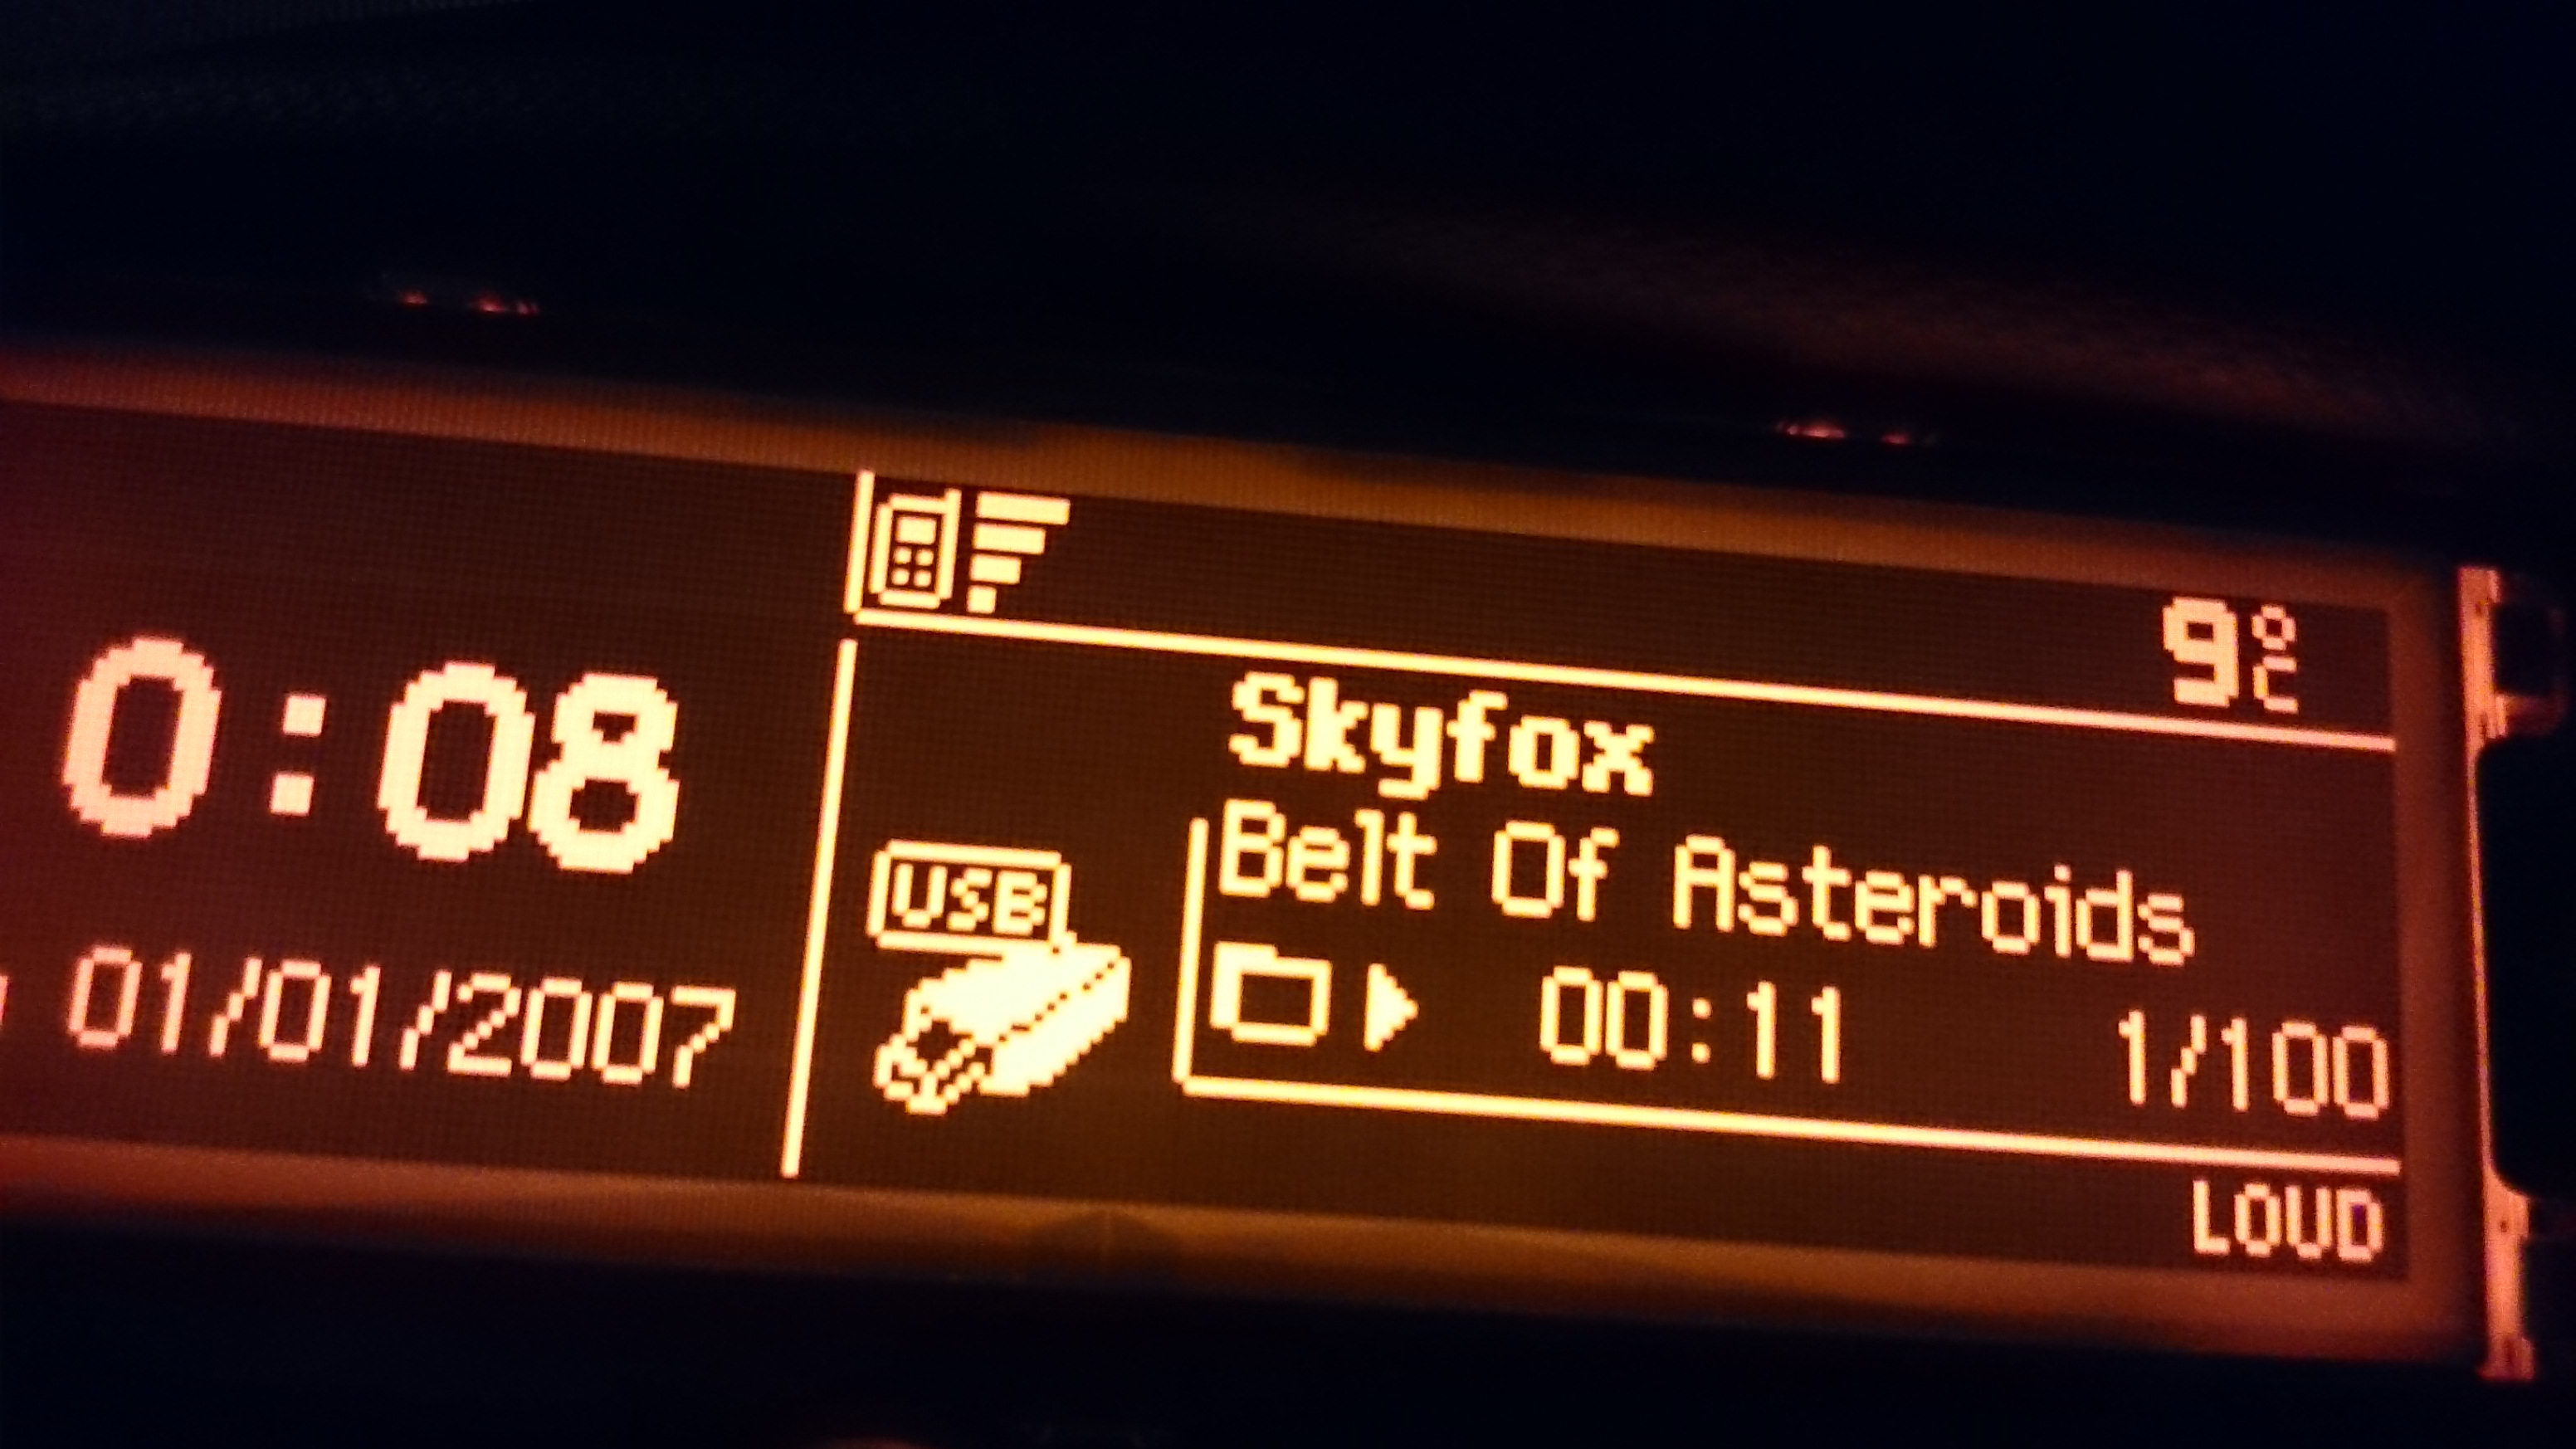 0:08
01/01/2007
9°C
Skyfox
Belt Of Asteroids
USB
00:11 1/100
LOUD